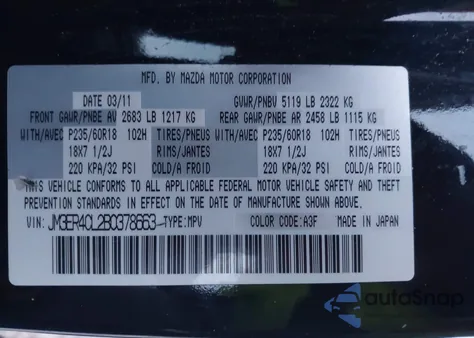 MFD. BY MAZDA MOTOR CORPORATION
DATE 03/11 GVWR/PNBV 5119 LB 2322 KG
FRONT GAWR/PNBE AV 2683 LB 1217 KG REAR GAWR/PNBE AR 2458 LB 1115 KG
WITH/AVEC P235/60R18 102H TIRES/PNEUS WITH/AVEC P235/60R18 102H TIRES/PNEUS
18X7 1/2J RIMS/JANTES 18X7 1/2J RIMS/JANTES
220 KPA/32 PSI COLD/A FROID 220 KPA/32 PSI COLD/A FROID
THIS VEHICLE CONFORMS TO ALL APPLICABLE FEDERAL MOTOR VEHICLE SAFETY AND THEFT
PREVENTION STANDARDS IN EFFECT ON THE DATE OF MANUFACTURE SHOWN ABOVE.
VIN: JM3ER4CL2B0378663 TYPE: MPV COLOR CODE: A3F MADE IN JAPAN
autoSnap